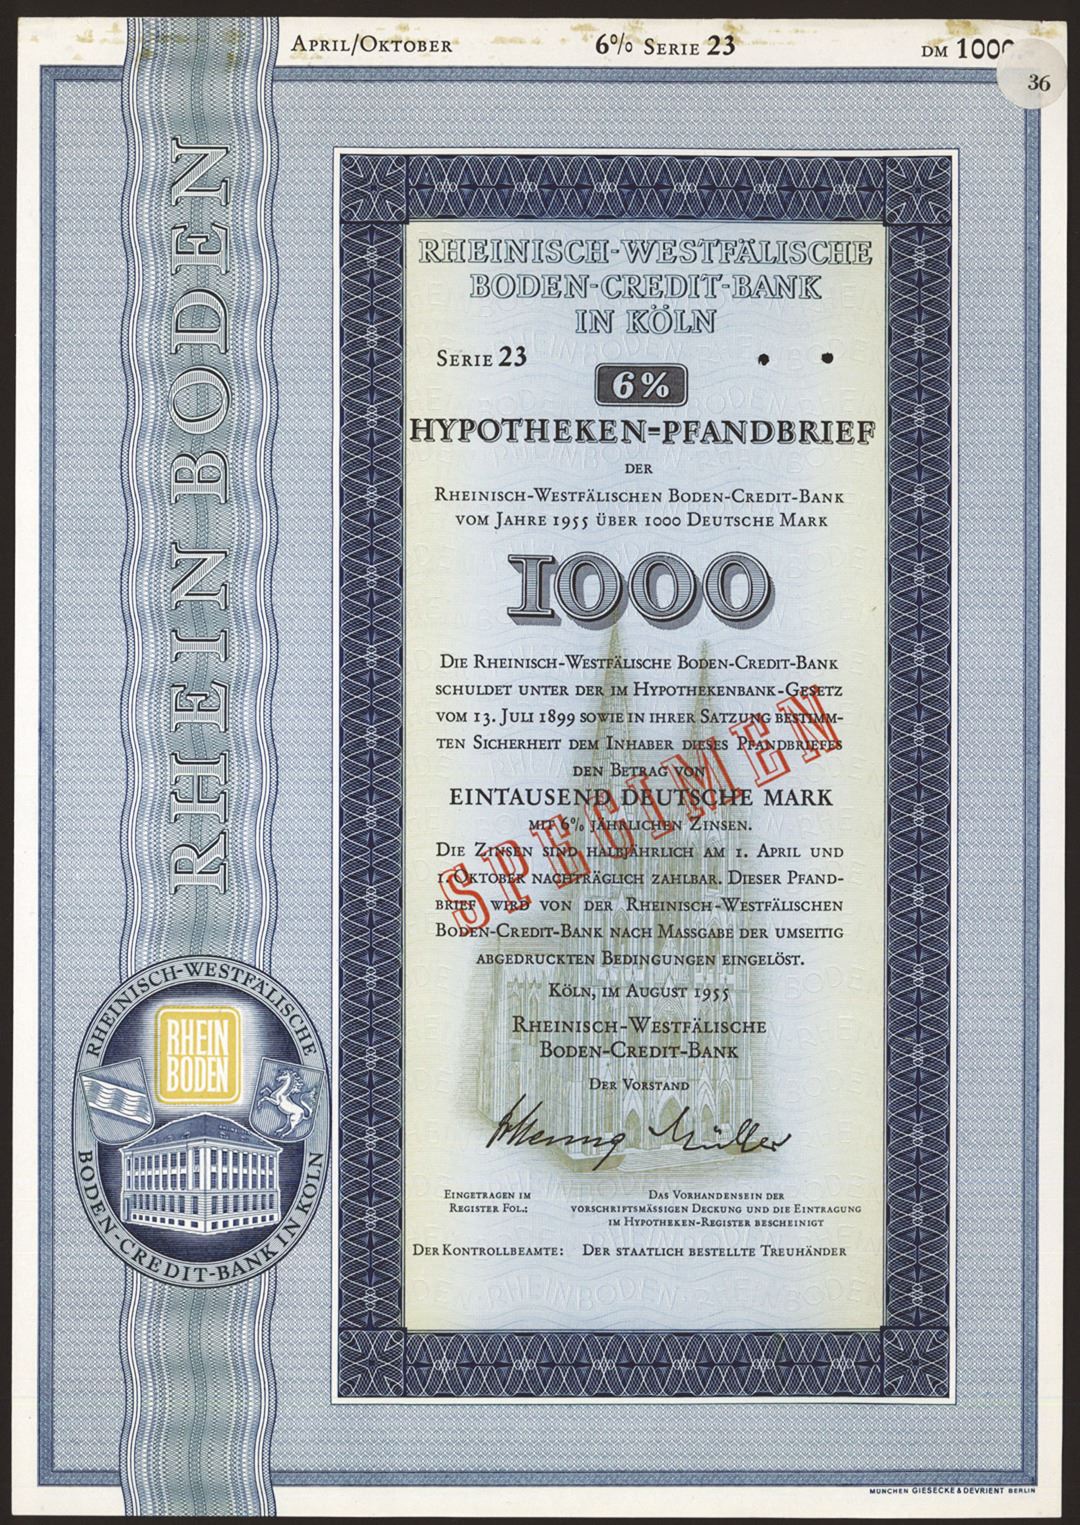 APRIL/OKTOBER 6% SERIE 23 DM 1000
36
RHEINBODEN
RHEINISCH-WESTFÄLISCHE
BODEN-CREDIT-BANK
IN KÖLN
SERIE 23
6%
HYPOTHEKEN=PFANDBRIEF
DER
RHEINISCH-WESTFÄLISCHEN BODEN-CREDIT-BANK
VOM JAHRE 1955 ÜBER 1000 DEUTSCHE MARK
1000
DIE RHEINISCH-WESTFÄLISCHE BODEN-CREDIT-BANK
SCHULDET UNTER DER IM HYPOTHEKENBANK-GESETZ
VOM 13. JULI 1899 SOWIE IN IHRER SATZUNG BESTIMM-
TEN SICHERHEIT DEM INHABER DIESES PFANDBRIEFES
DEN BETRAG VON
EINTAUSEND DEUTSCHE MARK
MIT 6% JÄHRLICHEN ZINSEN.
DIE ZINSEN SIND HALBJÄHRLICH AM 1. APRIL UND
1. OKTOBER NACHTRÄGLICH ZAHLBAR. DIESER PFAND-
BRIEF WIRD VON DER RHEINISCH-WESTFÄLISCHEN
BODEN-CREDIT-BANK NACH MASSGABE DER UMSEITIG
ABGEDRUCKTEN BEDINGUNGEN EINGELÖST.
SPECIMEN
KÖLN, IM AUGUST 1955
RHEINISCH-WESTFÄLISCHE
BODEN-CREDIT-BANK
DER VORSTAND
Müller
EINGETRAGEN IM
REGISTER FOL.:
DAS VORHANDENSEIN DER
VORSCHRIFTSMÄSSIGEN DECKUNG UND DIE EINTRAGUNG
IM HYPOTHEKEN-REGISTER BESCHEINIGT
DER KONTROLLBEAMTE: DER STAATLICH BESTELLTE TREUHÄNDER
RHEINISCH-WESTFÄLISCHE
RHEIN
BODEN
BODEN-CREDIT-BANK IN KÖLN
MÜNCHEN GIESECKE & DEVRIENT BERLIN